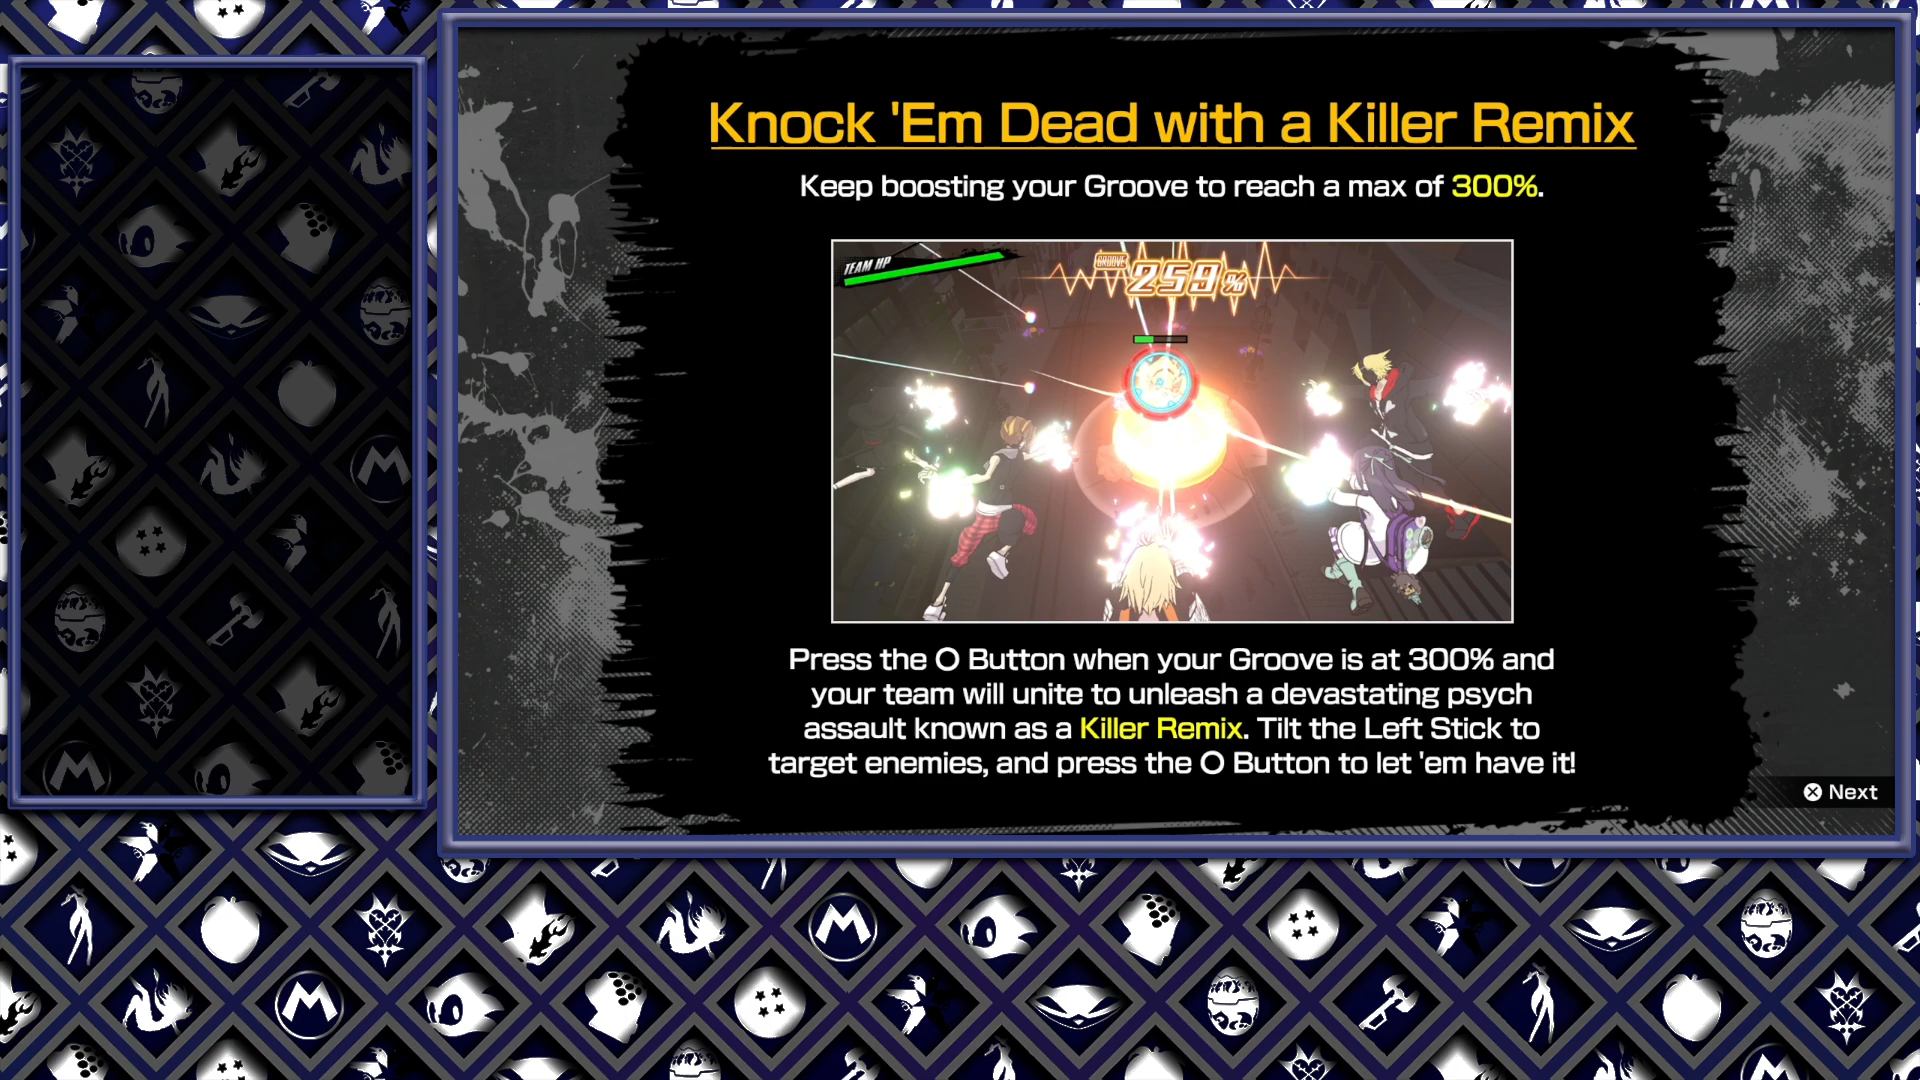 Knock 'Em Dead with a Killer Remix
Keep boosting your Groove to reach a max of 300%.
TEAM HP
GROOVE
259%
Press the O Button when your Groove is at 300% and
your team will unite to unleash a devastating psych
assault known as a Killer Remix. Tilt the Left Stick to
target enemies, and press the O Button to let 'em have it!
Next